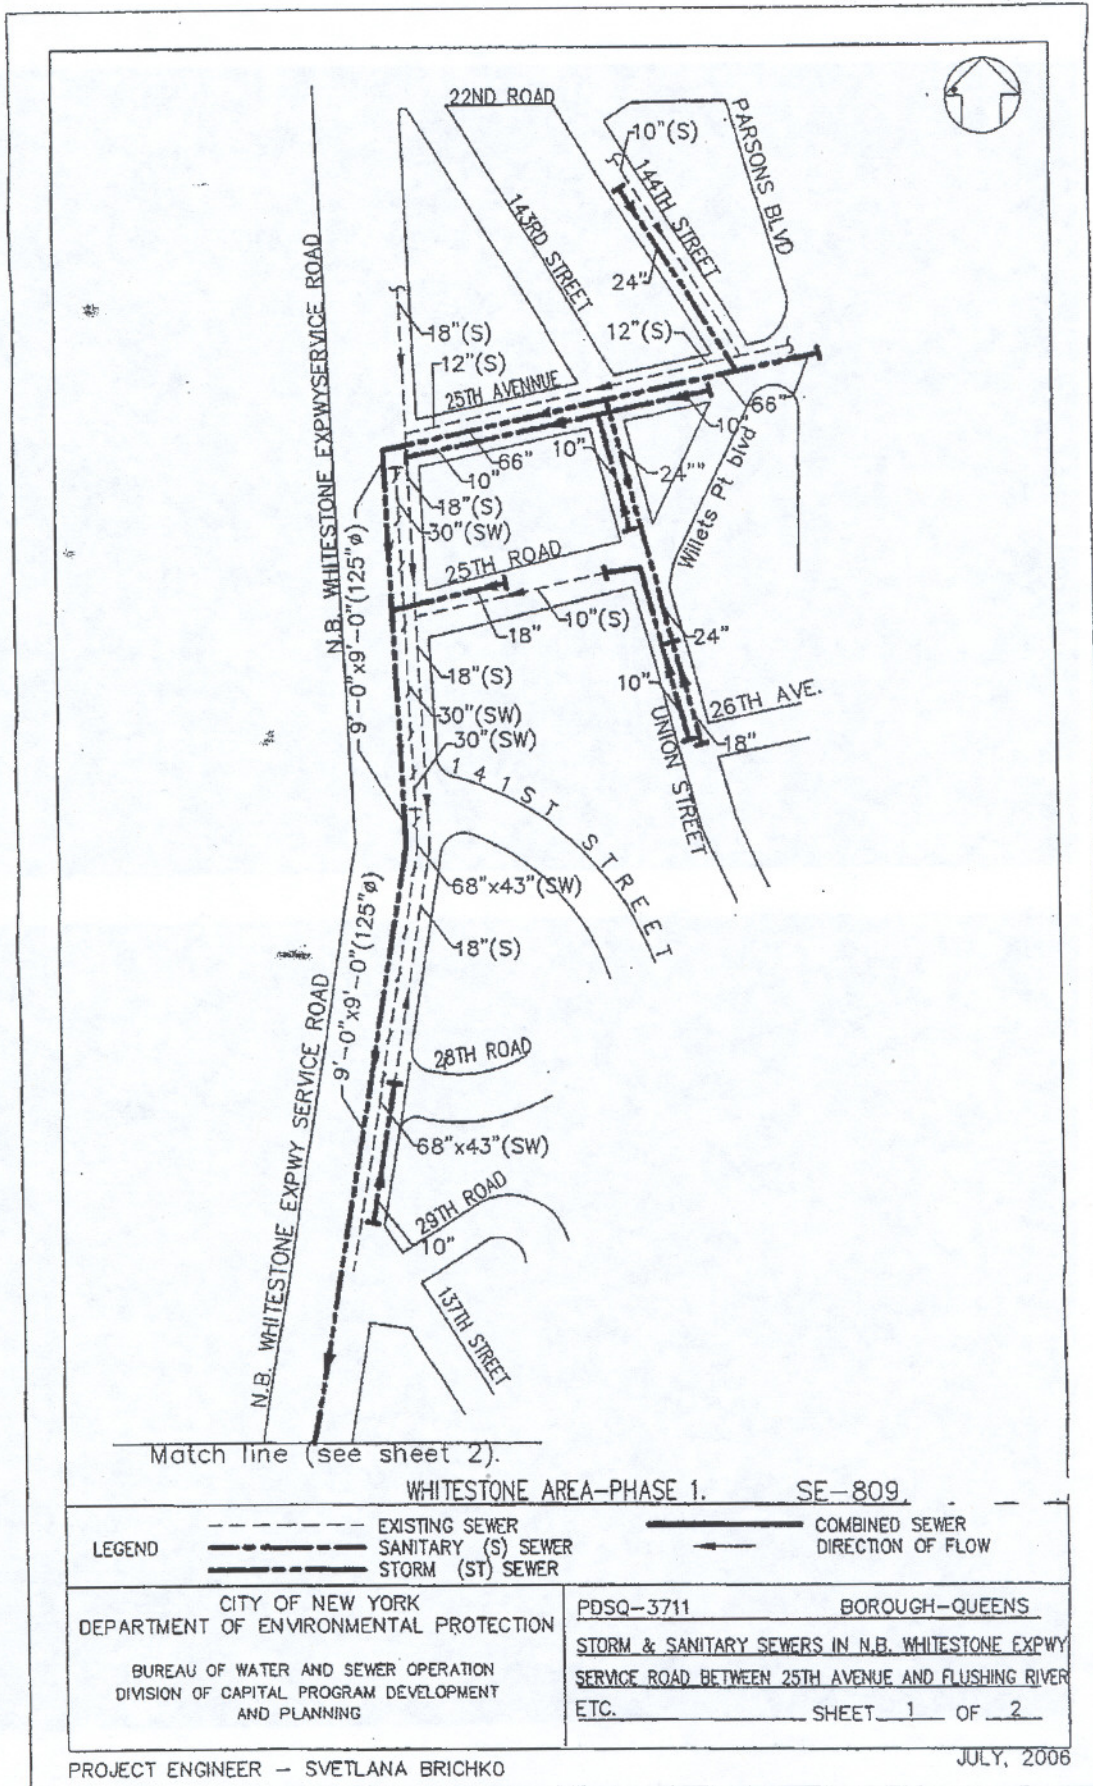 22ND ROAD
PARSONS BLVD
10"(S)
144TH STREET
143RD STREET
24"
N.B. WHITESTONE EXPWYSERVICE ROAD
18"(S)
12"(S)
12"(S)
25TH AVENNUE
66"
10"
10"
66"
10"
24""
Willets Pt blvd
18"(S)
30"(SW)
9'-0"x9'-0"(125"ø)
25TH ROAD
10"(S)
18"
24"
18"(S)
10"
26TH AVE.
30"(SW)
30"(SW)
18"
UNION STREET
141ST STREET
68"x43"(SW)
9'-0"x9'-0"(125"ø)
18"(S)
N.B. WHITESTONE EXPWY SERVICE ROAD
28TH ROAD
68"x43"(SW)
29TH ROAD
10"
137TH STREET
Match line (see sheet 2).
WHITESTONE AREA-PHASE 1. SE-809.
LEGEND
EXISTING SEWER
SANITARY (S) SEWER
STORM (ST) SEWER
COMBINED SEWER
DIRECTION OF FLOW
CITY OF NEW YORK
DEPARTMENT OF ENVIRONMENTAL PROTECTION
BUREAU OF WATER AND SEWER OPERATION
DIVISION OF CAPITAL PROGRAM DEVELOPMENT
AND PLANNING
PDSQ-3711 BOROUGH-QUEENS
STORM & SANITARY SEWERS IN N.B. WHITESTONE EXPWY
SERVICE ROAD BETWEEN 25TH AVENUE AND FLUSHING RIVER
ETC. SHEET 1 OF 2
PROJECT ENGINEER - SVETLANA BRICHKO
JULY, 2006